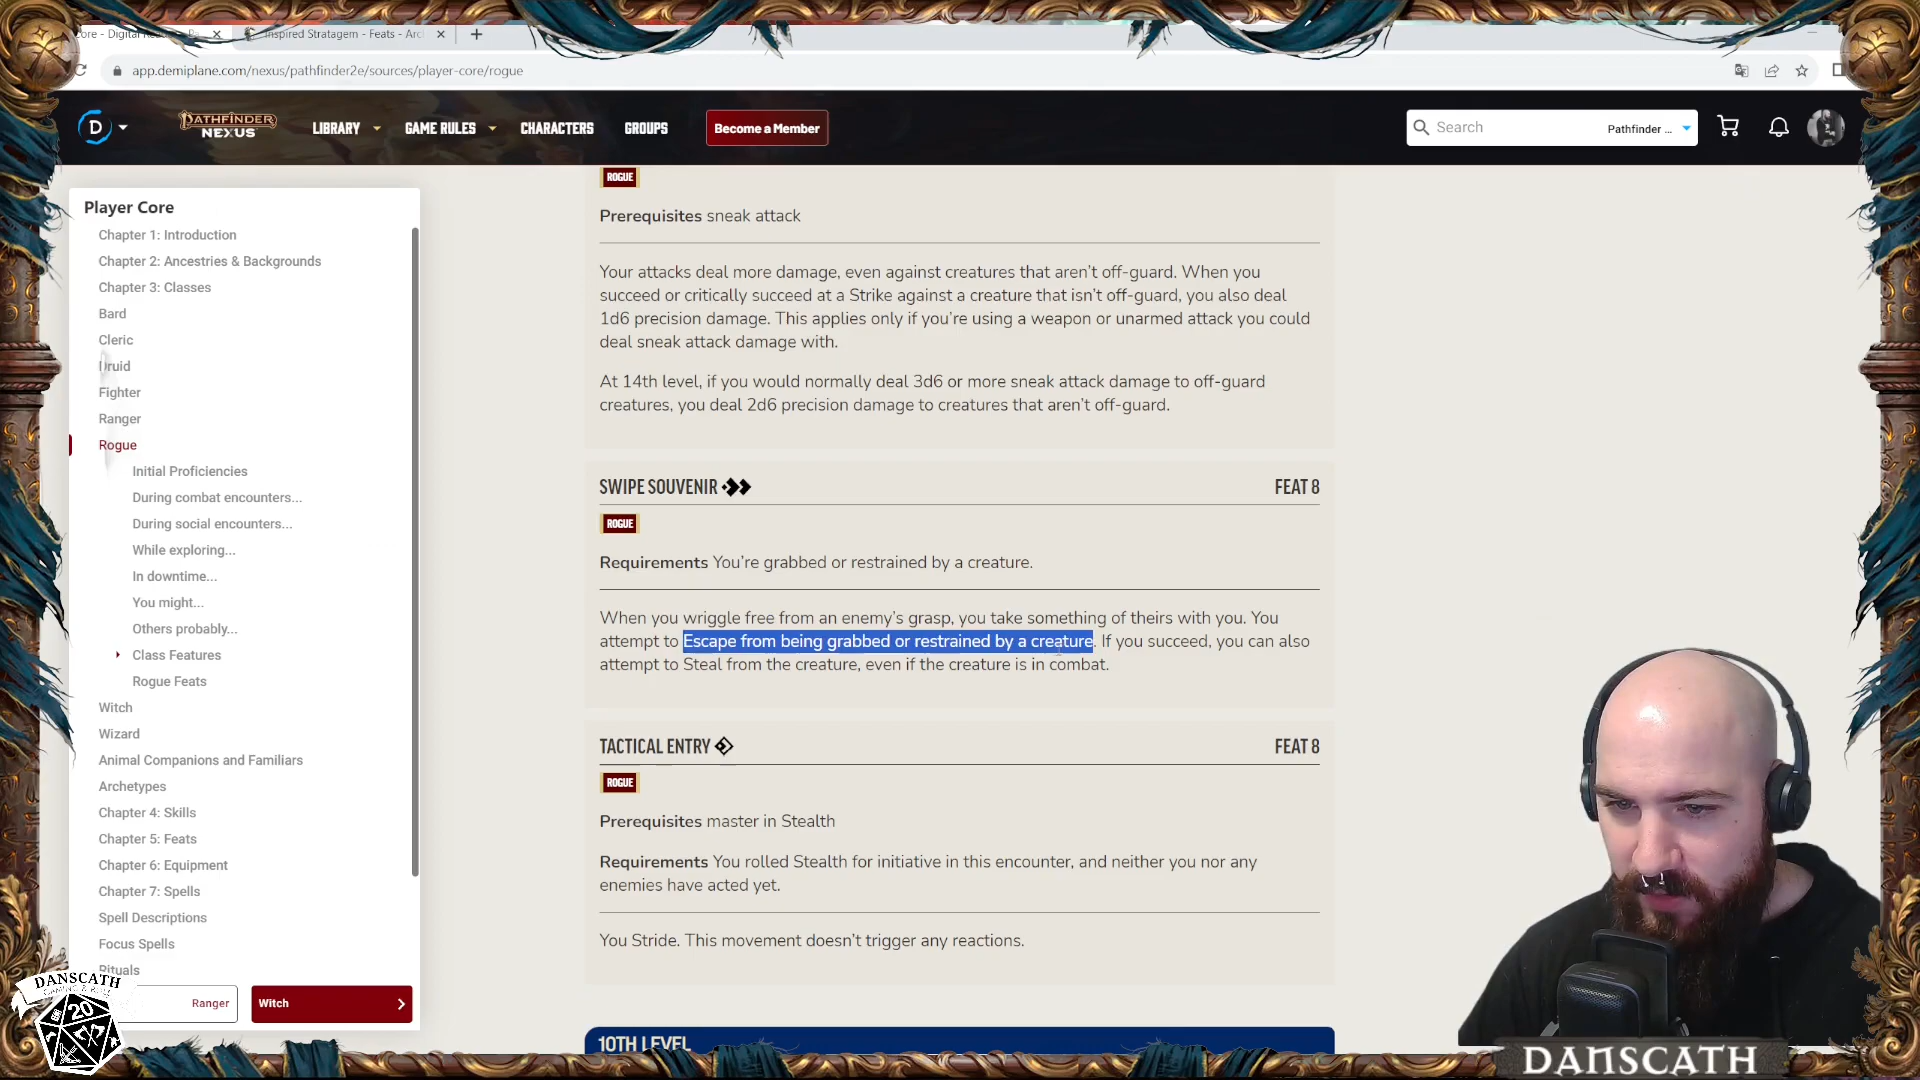 Core - Digital Rea
Inspired Stratagem - Feats - Arc
app.demiplane.com/nexus/pathfinder2e/sources/player-core/rogue
D
PATHFINDER
NEXUS
LIBRARY
GAME RULES
CHARACTERS
GROUPS
Become a Member
Search
Pathfinder ...
Player Core
Chapter 1: Introduction
Chapter 2: Ancestries & Backgrounds
Chapter 3: Classes
Bard
Cleric
Druid
Fighter
Ranger
Rogue
Initial Proficiencies
During combat encounters...
During social encounters...
While exploring...
In downtime...
You might...
Others probably...
Class Features
Rogue Feats
Witch
Wizard
Animal Companions and Familiars
Archetypes
Chapter 4: Skills
Chapter 5: Feats
Chapter 6: Equipment
Chapter 7: Spells
Spell Descriptions
Focus Spells
Rituals
Ranger
Witch
ROGUE
Prerequisites sneak attack
Your attacks deal more damage, even against creatures that aren't off-guard. When you
succeed or critically succeed at a Strike against a creature that isn't off-guard, you also deal
1d6 precision damage. This applies only if you're using a weapon or unarmed attack you could
deal sneak attack damage with.
At 14th level, if you would normally deal 3d6 or more sneak attack damage to off-guard
creatures, you deal 2d6 precision damage to creatures that aren't off-guard.
SWIPE SOUVENIR
FEAT 8
ROGUE
Requirements You're grabbed or restrained by a creature.
When you wriggle free from an enemy's grasp, you take something of theirs with you. You
attempt to Escape from being grabbed or restrained by a creature. If you succeed, you can also
attempt to Steal from the creature, even if the creature is in combat.
TACTICAL ENTRY
FEAT 8
ROGUE
Prerequisites master in Stealth
Requirements You rolled Stealth for initiative in this encounter, and neither you nor any
enemies have acted yet.
You Stride. This movement doesn't trigger any reactions.
10TH LEVEL
DANSCATH
20
DANSCATH